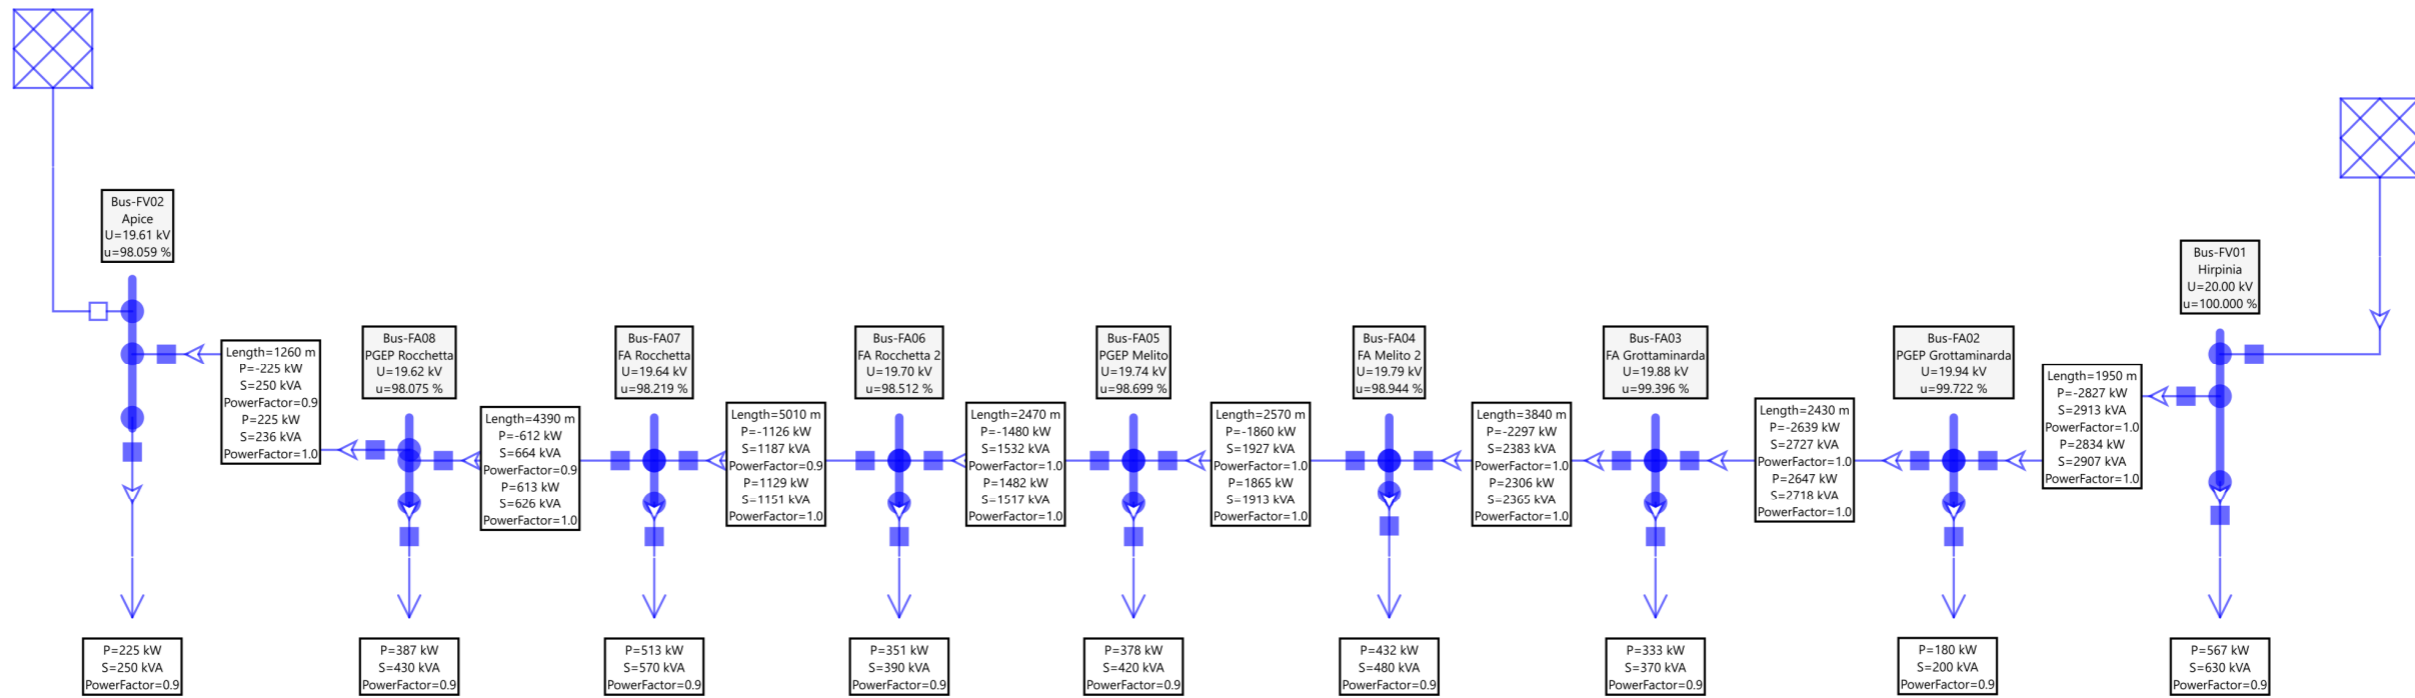 Bus-FV02
Apice
U=19.61 kV
u=98.059 %
Bus-FV01
Hirpinia
U=20.00 kV
u=100.000 %
Bus-FA08
PGEP Rocchetta
U=19.62 kV
u=98.075 %
Bus-FA07
FA Rocchetta
U=19.64 kV
u=98.219 %
Bus-FA06
FA Rocchetta 2
U=19.70 kV
u=98.512 %
Bus-FA05
PGEP Melito
U=19.74 kV
u=98.699 %
Bus-FA04
FA Melito 2
U=19.79 kV
u=98.944 %
Bus-FA03
FA Grottaminarda
U=19.88 kV
u=99.396 %
Bus-FA02
PGEP Grottaminarda
U=19.94 kV
u=99.722 %
Length=1260 m
P=-225 kW
S=250 kVA
PowerFactor=0.9
P=225 kW
S=236 kVA
PowerFactor=1.0
Length=4390 m
P=-612 kW
S=664 kVA
PowerFactor=0.9
P=613 kW
S=626 kVA
PowerFactor=1.0
Length=5010 m
P=-1126 kW
S=1187 kVA
PowerFactor=0.9
P=1129 kW
S=1151 kVA
PowerFactor=1.0
Length=2470 m
P=-1480 kW
S=1532 kVA
PowerFactor=1.0
P=1482 kW
S=1517 kVA
PowerFactor=1.0
Length=2570 m
P=-1860 kW
S=1927 kVA
PowerFactor=1.0
P=1865 kW
S=1913 kVA
PowerFactor=1.0
Length=3840 m
P=-2297 kW
S=2383 kVA
PowerFactor=1.0
P=2306 kW
S=2365 kVA
PowerFactor=1.0
Length=2430 m
P=-2639 kW
S=2727 kVA
PowerFactor=1.0
P=2647 kW
S=2718 kVA
PowerFactor=1.0
Length=1950 m
P=-2827 kW
S=2913 kVA
PowerFactor=1.0
P=2834 kW
S=2907 kVA
PowerFactor=1.0
P=225 kW
S=250 kVA
PowerFactor=0.9
P=387 kW
S=430 kVA
PowerFactor=0.9
P=513 kW
S=570 kVA
PowerFactor=0.9
P=351 kW
S=390 kVA
PowerFactor=0.9
P=378 kW
S=420 kVA
PowerFactor=0.9
P=432 kW
S=480 kVA
PowerFactor=0.9
P=333 kW
S=370 kVA
PowerFactor=0.9
P=180 kW
S=200 kVA
PowerFactor=0.9
P=567 kW
S=630 kVA
PowerFactor=0.9